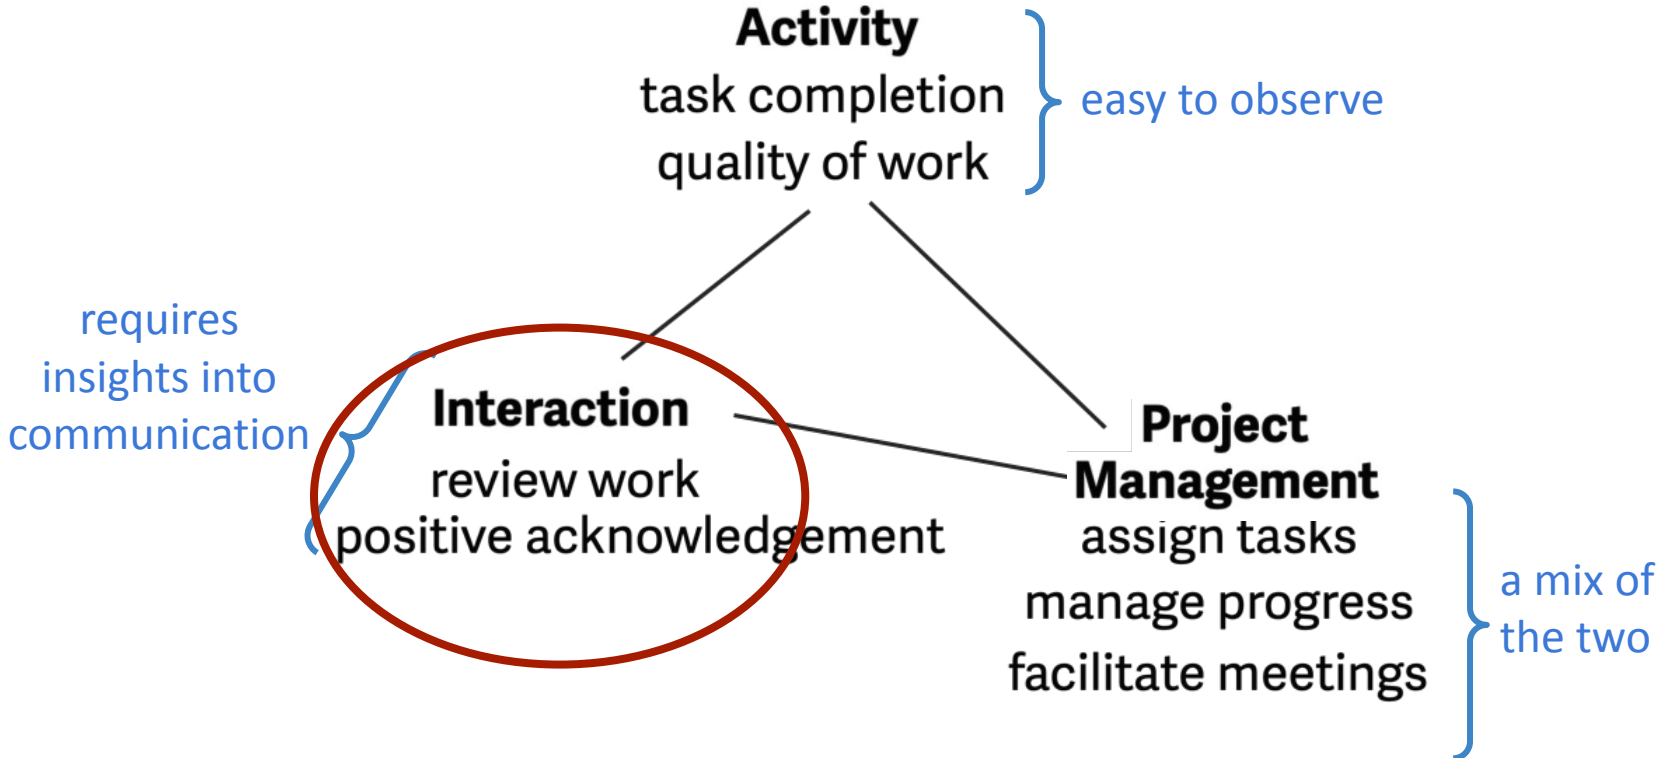 Activity
task completion
quality of work
easy to observe
requires
insights into
communication
Interaction
review work
positive acknowledgement
Project
Management
assign tasks
manage progress
facilitate meetings
a mix of
the two